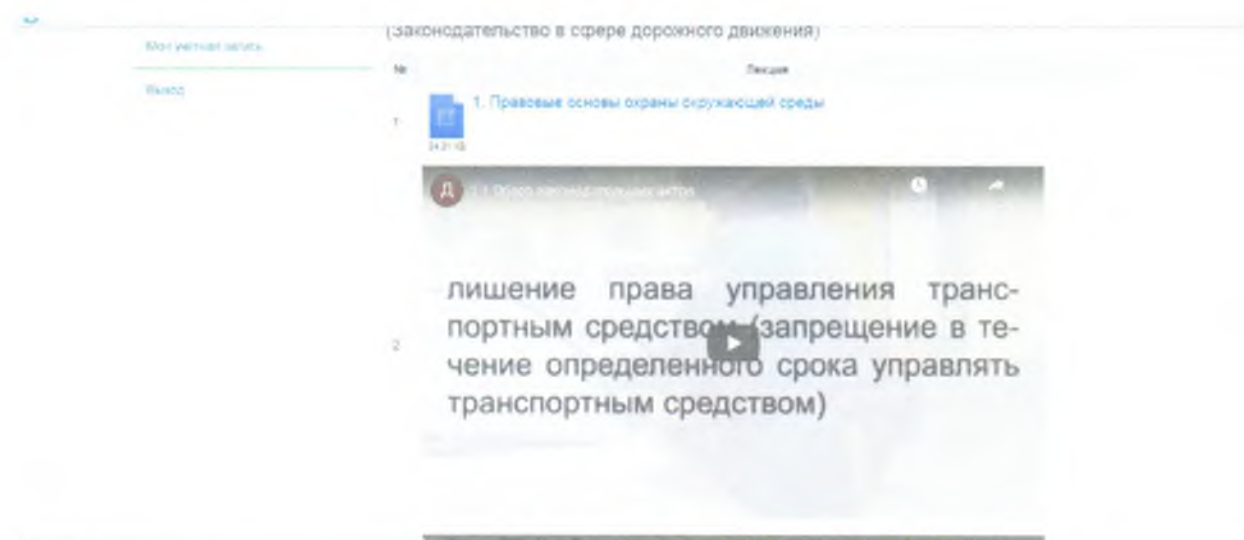 (Законодательство в сфере дорожного движения)
Моя учетная запись
№
Лекция
Выход
1. Правовые основы охраны окружающей среды
1
Д
лишение права управления транс-
портным средством (запрещение в те-
2
чение определенного срока управлять
транспортным средством)